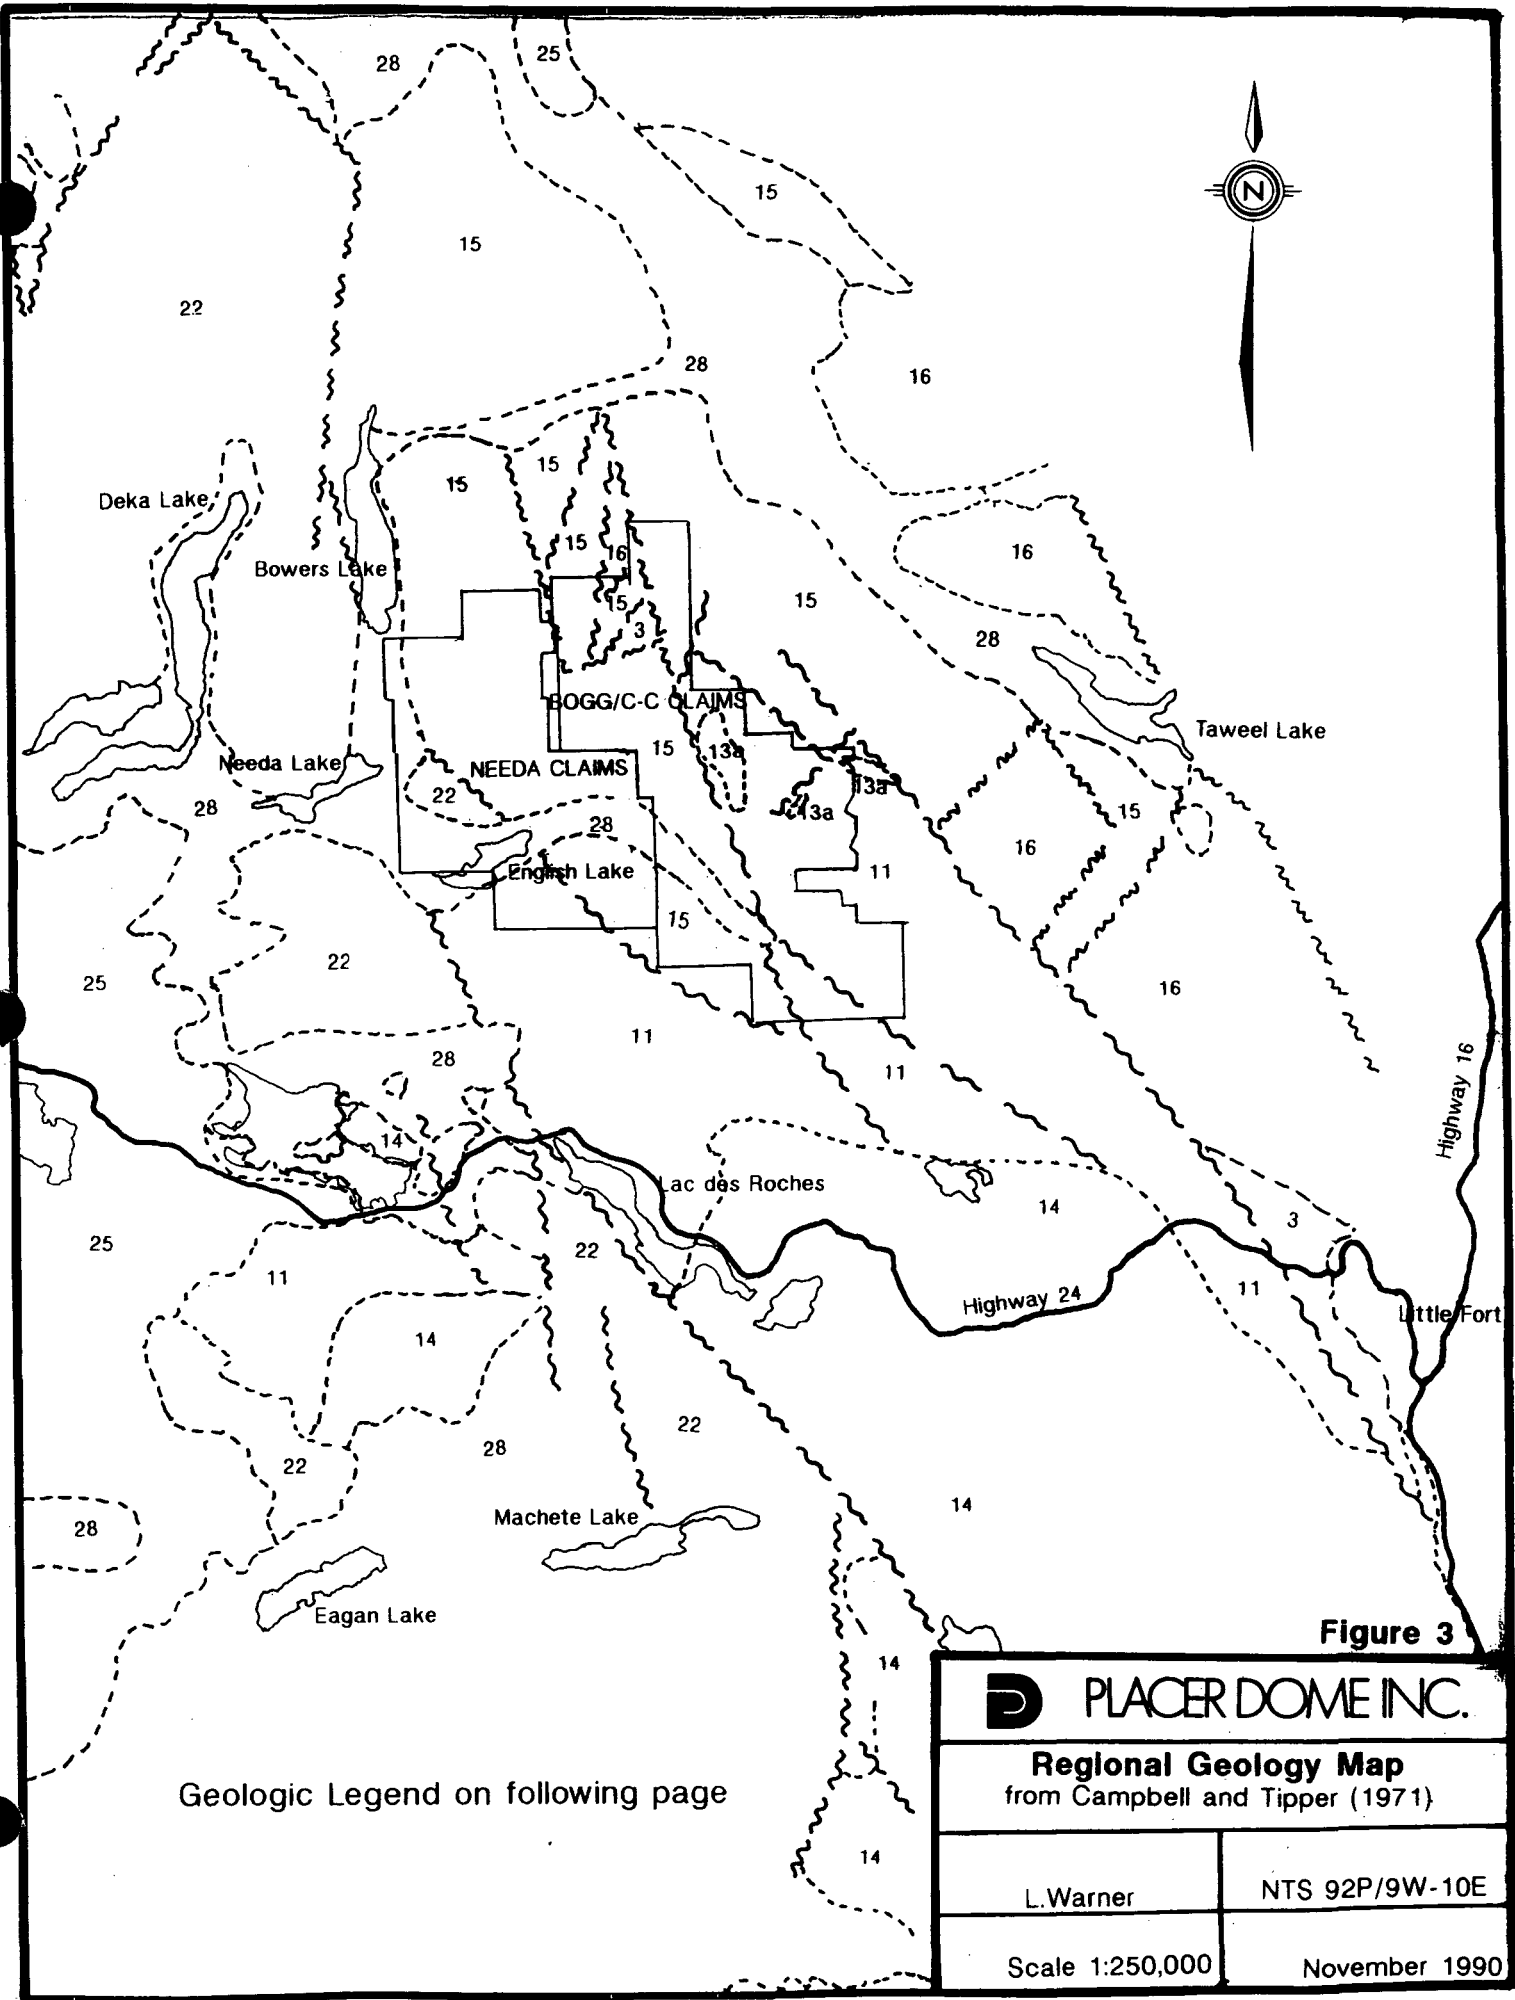 28
25
15
N
15
22
28
16
15
15
Deka Lake
15
16
16
Bowers Lake
15
15
3
28
BOGG/C-C CLAIMS
Taweel Lake
15
13a
Needa Lake
NEEDA CLAIMS
22
13a
28
28
13a
15
16
English Lake
11
15
22
25
16
11
28
11
Highway 16
14
Lac des Roches
14
3
25
22
11
11
Highway 24
Little Fort
14
22
28
22
14
Machete Lake
28
Eagan Lake
Figure 3
14
PLACER DOME INC.
Regional Geology Map
from Campbell and Tipper (1971)
Geologic Legend on following page
14
L.Warner
NTS 92P/9W-10E
Scale 1:250,000
November 1990